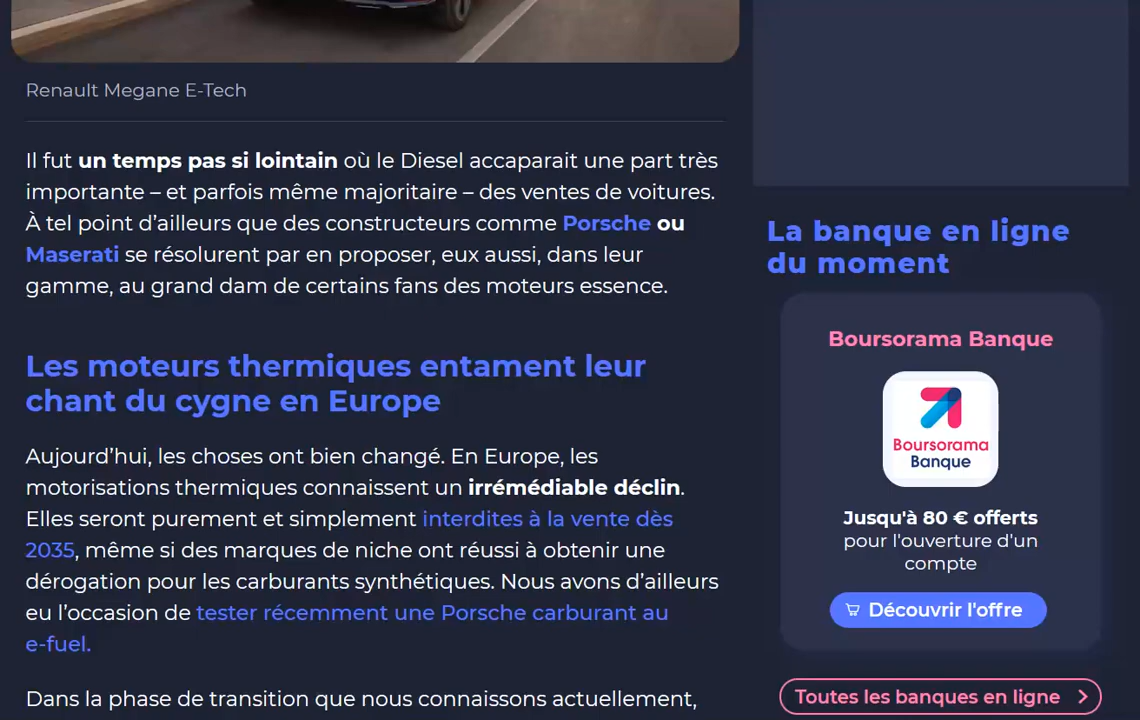 Renault Megane E-Tech
Il fut un temps pas si lointain où le Diesel accaparait une part très
importante – et parfois même majoritaire – des ventes de voitures.
À tel point d’ailleurs que des constructeurs comme Porsche ou
Maserati se résolurent par en proposer, eux aussi, dans leur
gamme, au grand dam de certains fans des moteurs essence.
Les moteurs thermiques entament leur
chant du cygne en Europe
Aujourd’hui, les choses ont bien changé. En Europe, les
motorisations thermiques connaissent un irrémédiable déclin.
Elles seront purement et simplement interdites à la vente dès
2035, même si des marques de niche ont réussi à obtenir une
dérogation pour les carburants synthétiques. Nous avons d’ailleurs
eu l’occasion de tester récemment une Porsche carburant au
e-fuel.
Dans la phase de transition que nous connaissons actuellement,
La banque en ligne
du moment
Boursorama Banque
Boursorama
Banque
Jusqu'à 80 € offerts
pour l'ouverture d'un
compte
Découvrir l'offre
Toutes les banques en ligne